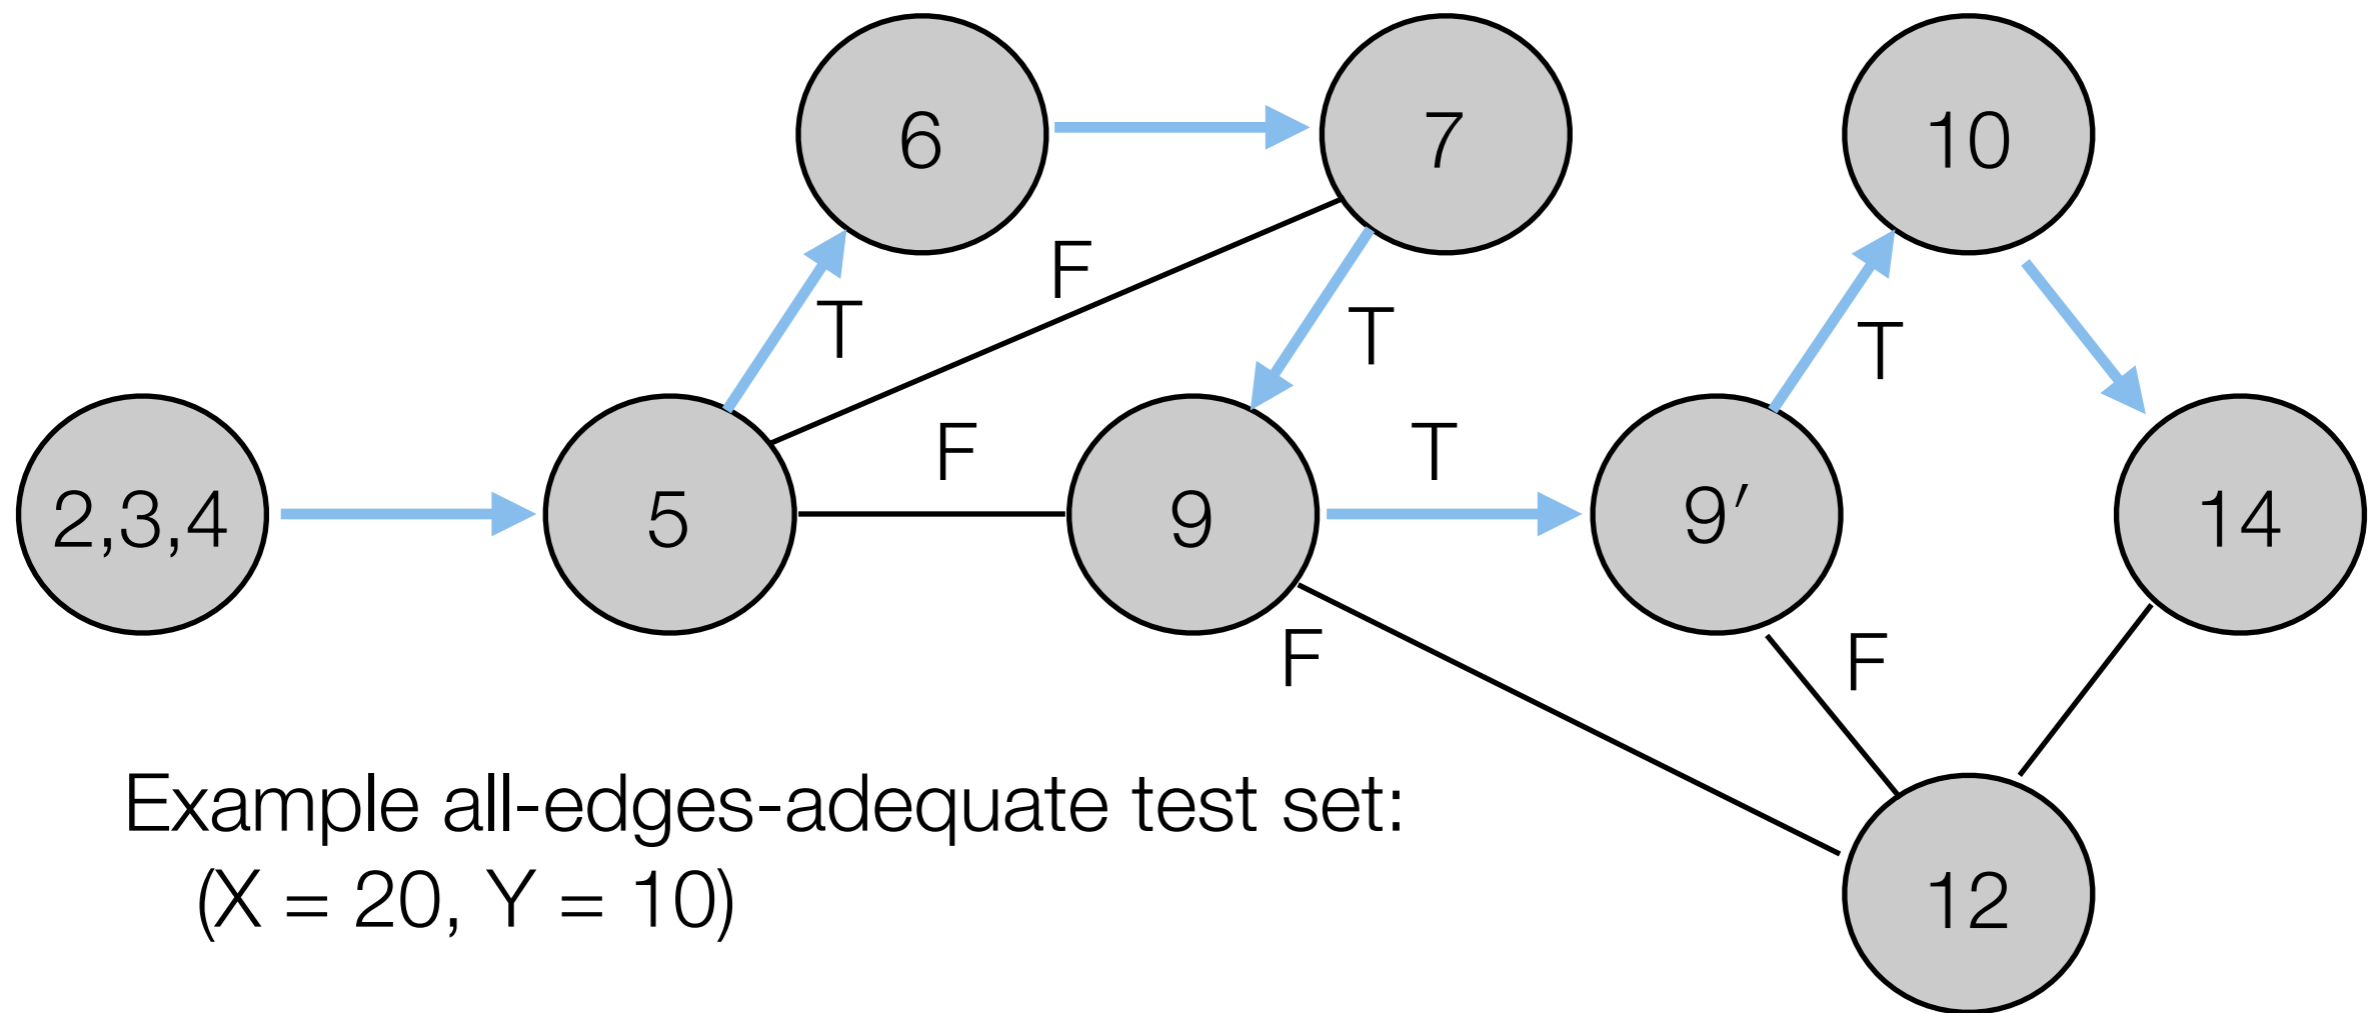 6
7
10
F
T
T
T
F
T
2,3,4
5
9
9′
14
F
F
Example all-edges-adequate test set:
(X = 20, Y = 10)
12